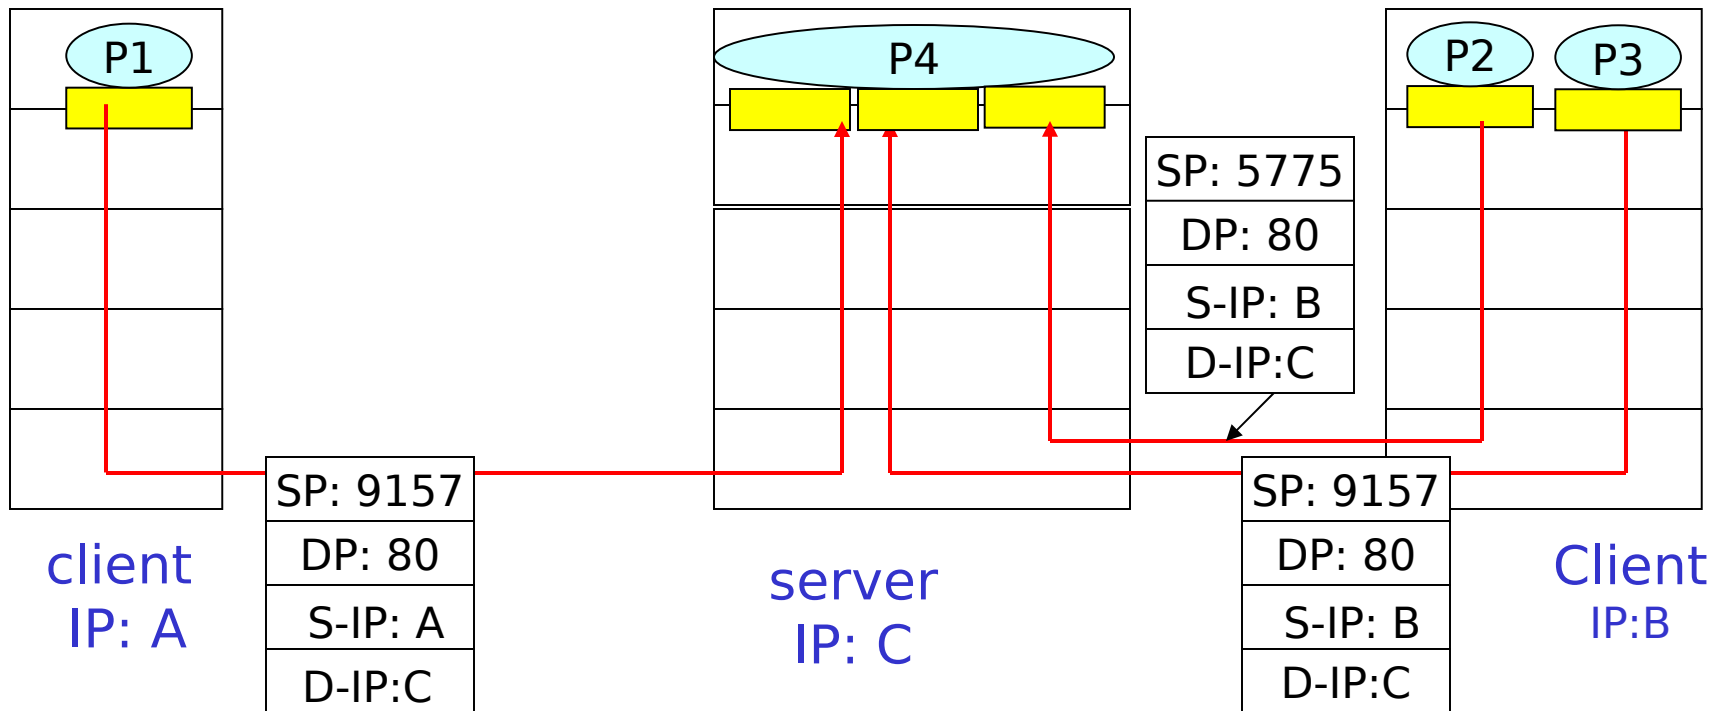 P1
P4
P2
P3
SP: 5775
DP: 80
S-IP: B
D-IP:C
SP: 9157
DP: 80
S-IP: A
D-IP:C
SP: 9157
DP: 80
S-IP: B
D-IP:C
client
IP: A
server
IP: C
Client
IP:B